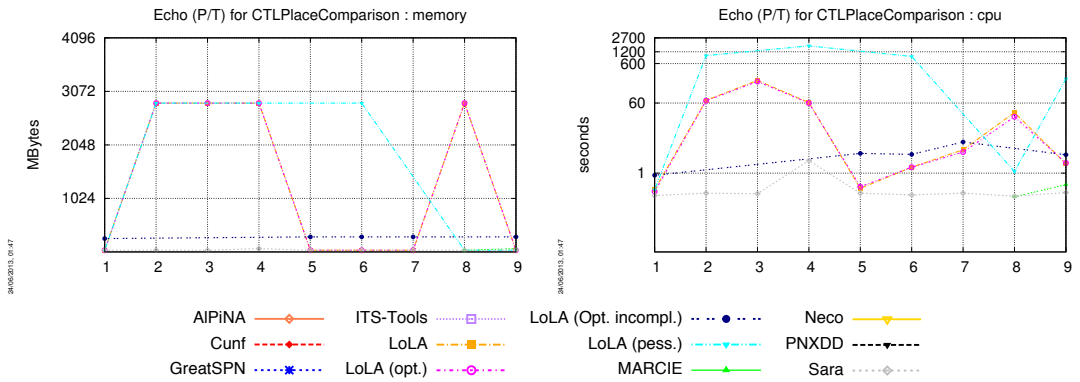 Echo (P/T) for CTLPlaceComparison : memory
4096
3072
2048
1024
MBytes
1 2 3 4 5 6 7 8 9
24/06/2013, 01:47
Echo (P/T) for CTLPlaceComparison : cpu
2700
1200
600
60
1
seconds
1 2 3 4 5 6 7 8 9
24/06/2013, 01:47
AlPiNA ITS-Tools LoLA (Opt. incompl.) Neco
Cunf LoLA LoLA (pess.) PNXDD
GreatSPN LoLA (opt.) MARCIE Sara